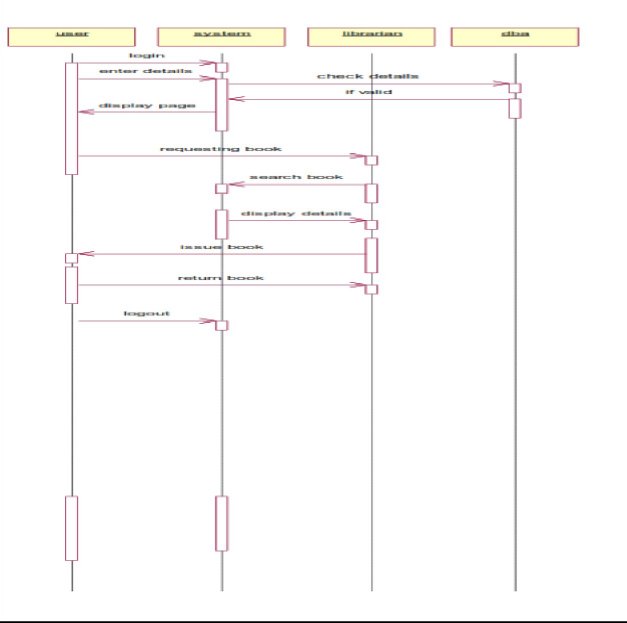 user system librarian dba
login
enter details
check details
if valid
display page
requesting book
search book
display details
issue book
return book
logout